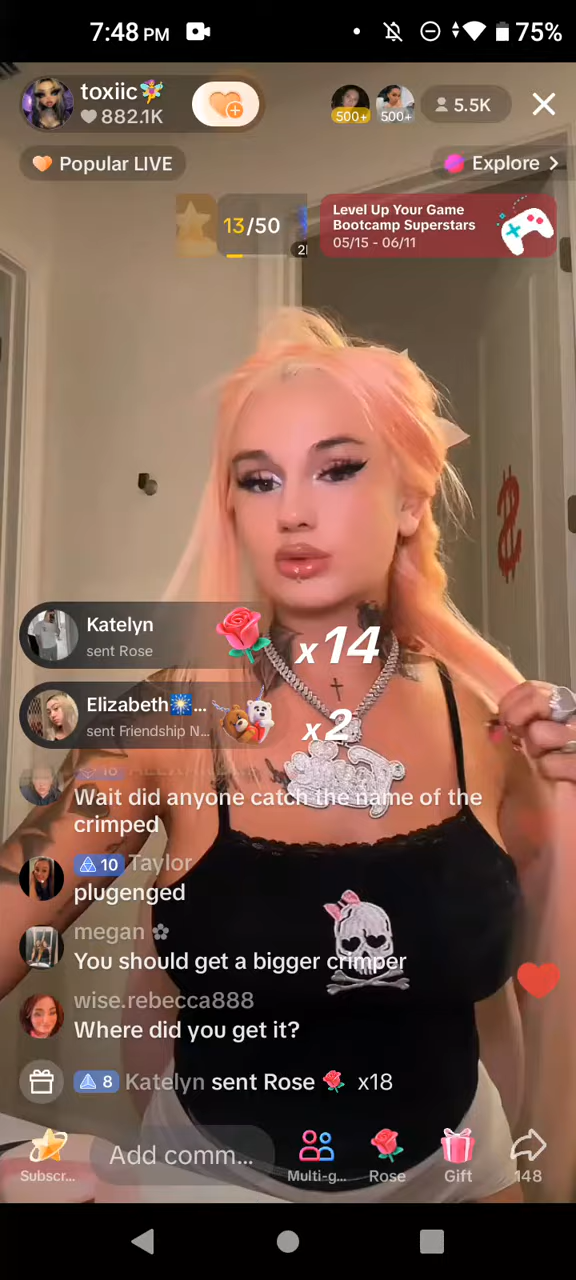 7:48 PM
75%
toxiic🧚
882.1K
500+
500+
5.5K
Popular LIVE
Explore >
13/50
Level Up Your Game
Bootcamp Superstars
05/15 - 06/11
Katelyn
sent Rose
x14
Elizabeth🎇...
sent Friendship N...
x2
Wait did anyone catch the name of the
crimped
10 Taylor
plugenged
megan
You should get a bigger crimper
wise.rebecca888
Where did you get it?
8 Katelyn sent Rose 🌹 x18
Subscr...
Add comm...
Multi-g...
Rose
Gift
148